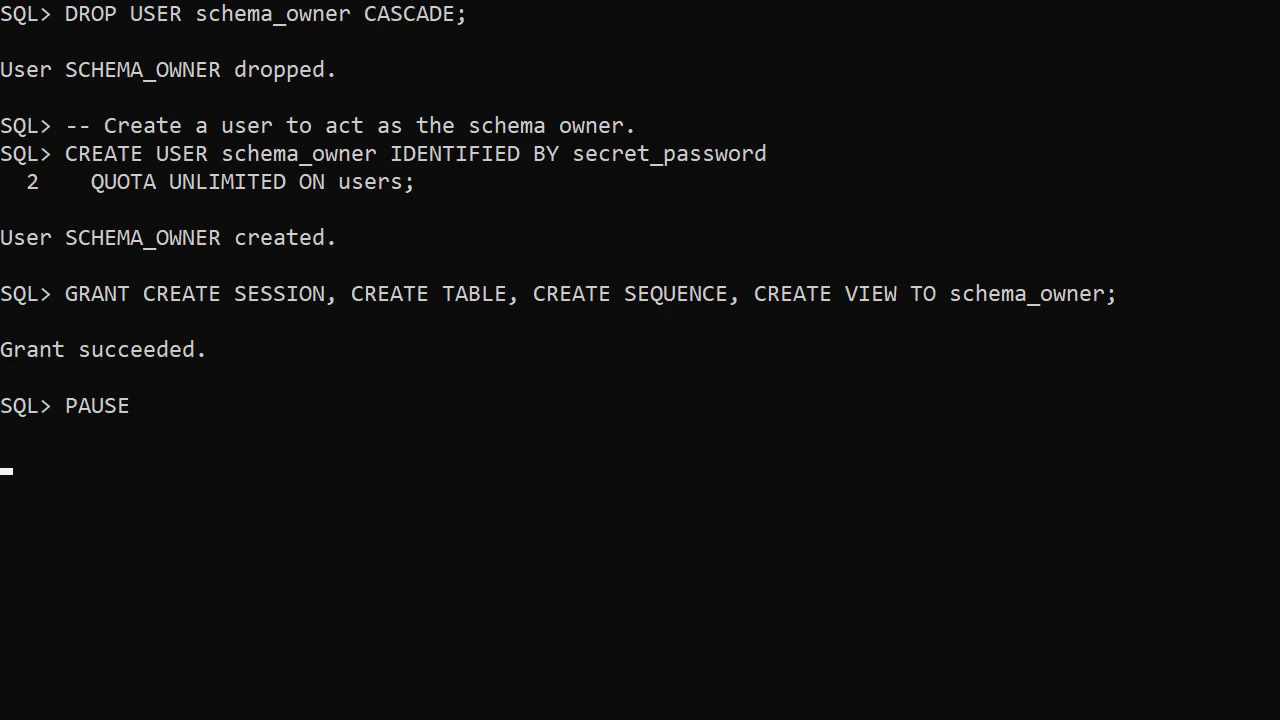 SQL> DROP USER schema_owner CASCADE;
User SCHEMA_OWNER dropped.
SQL> -- Create a user to act as the schema owner.
SQL> CREATE USER schema_owner IDENTIFIED BY secret_password
  2    QUOTA UNLIMITED ON users;
User SCHEMA_OWNER created.
SQL> GRANT CREATE SESSION, CREATE TABLE, CREATE SEQUENCE, CREATE VIEW TO schema_owner;
Grant succeeded.
SQL> PAUSE